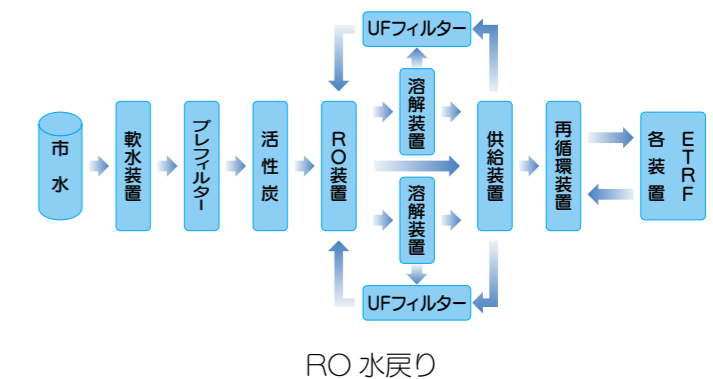 UFフィルター
市水
軟水装置
プレフィルター
活性炭
RO装置
溶解装置
溶解装置
供給装置
再循環装置
ETRF
各装置
UFフィルター
RO 水戻り